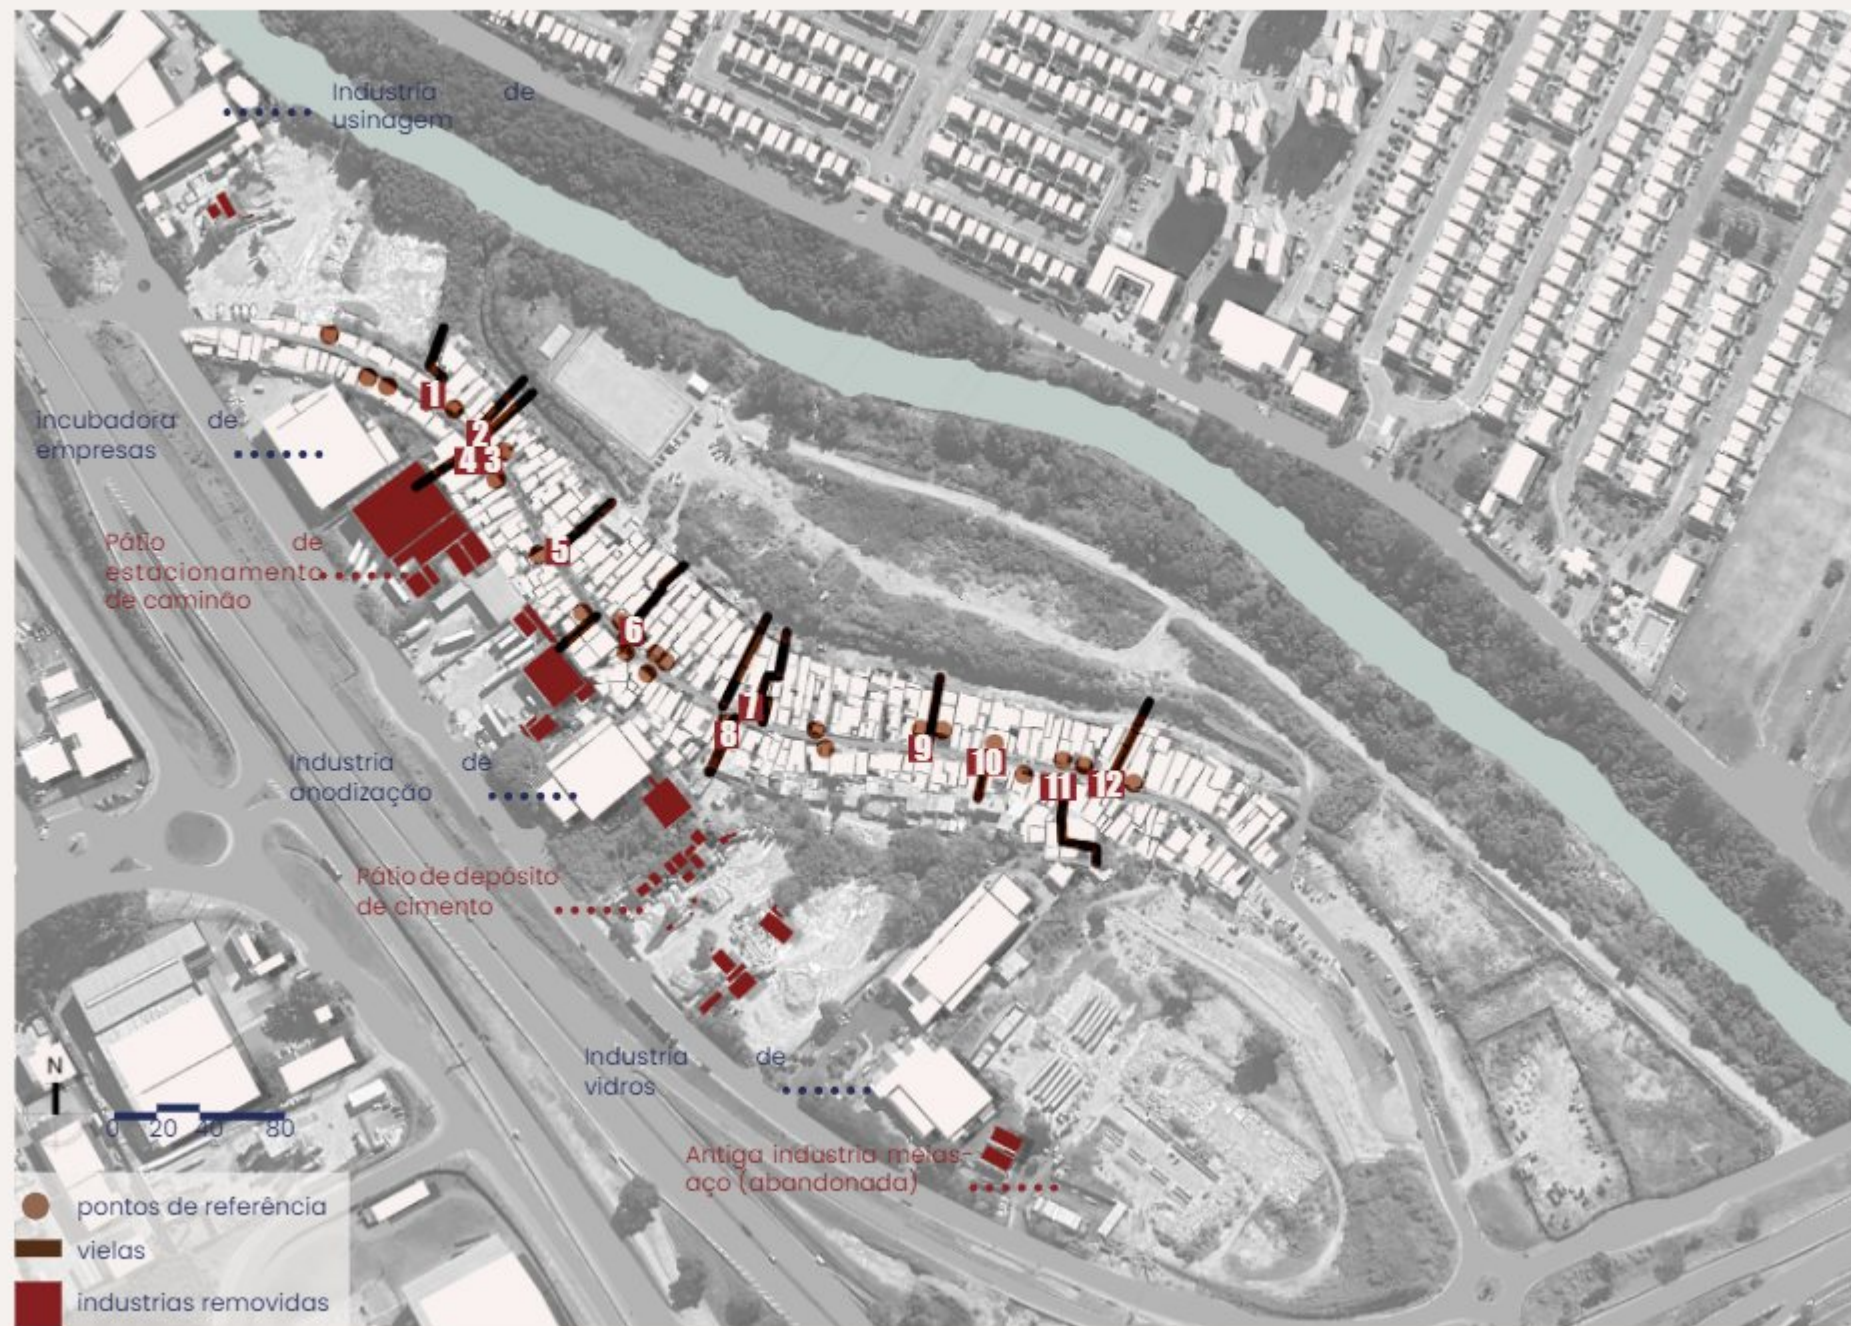 Industria de
usinagem
1
incubadora de
empresas
2
4 3
Pátio de
estacionamento
de caminão
5
6
7
8
9
10
11
12
Industria de
anodização
Pátio de depósito
de cimento
Industria de
vidros
Antiga industria melas-
aço (abandonada)
N
0 20 40 80
pontos de referência
vielas
industrias removidas